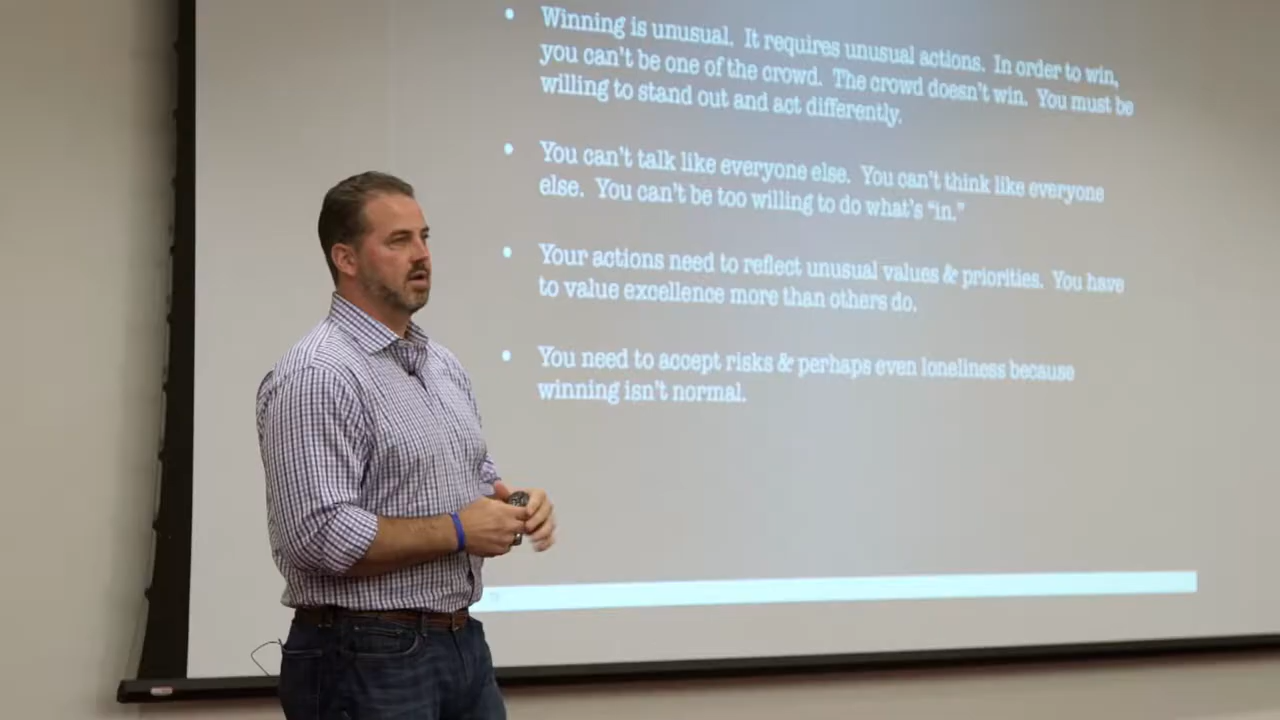 • Winning is unusual.  It requires unusual actions.  In order to win,
you can't be one of the crowd.  The crowd doesn't win.  You must be
willing to stand out and act differently.
• You can't talk like everyone else.  You can't think like everyone
else.  You can't be too willing to do what's "in."
• Your actions need to reflect unusual values & priorities.  You have
to value excellence more than others do.
• You need to accept risks & perhaps even loneliness because
winning isn't normal.